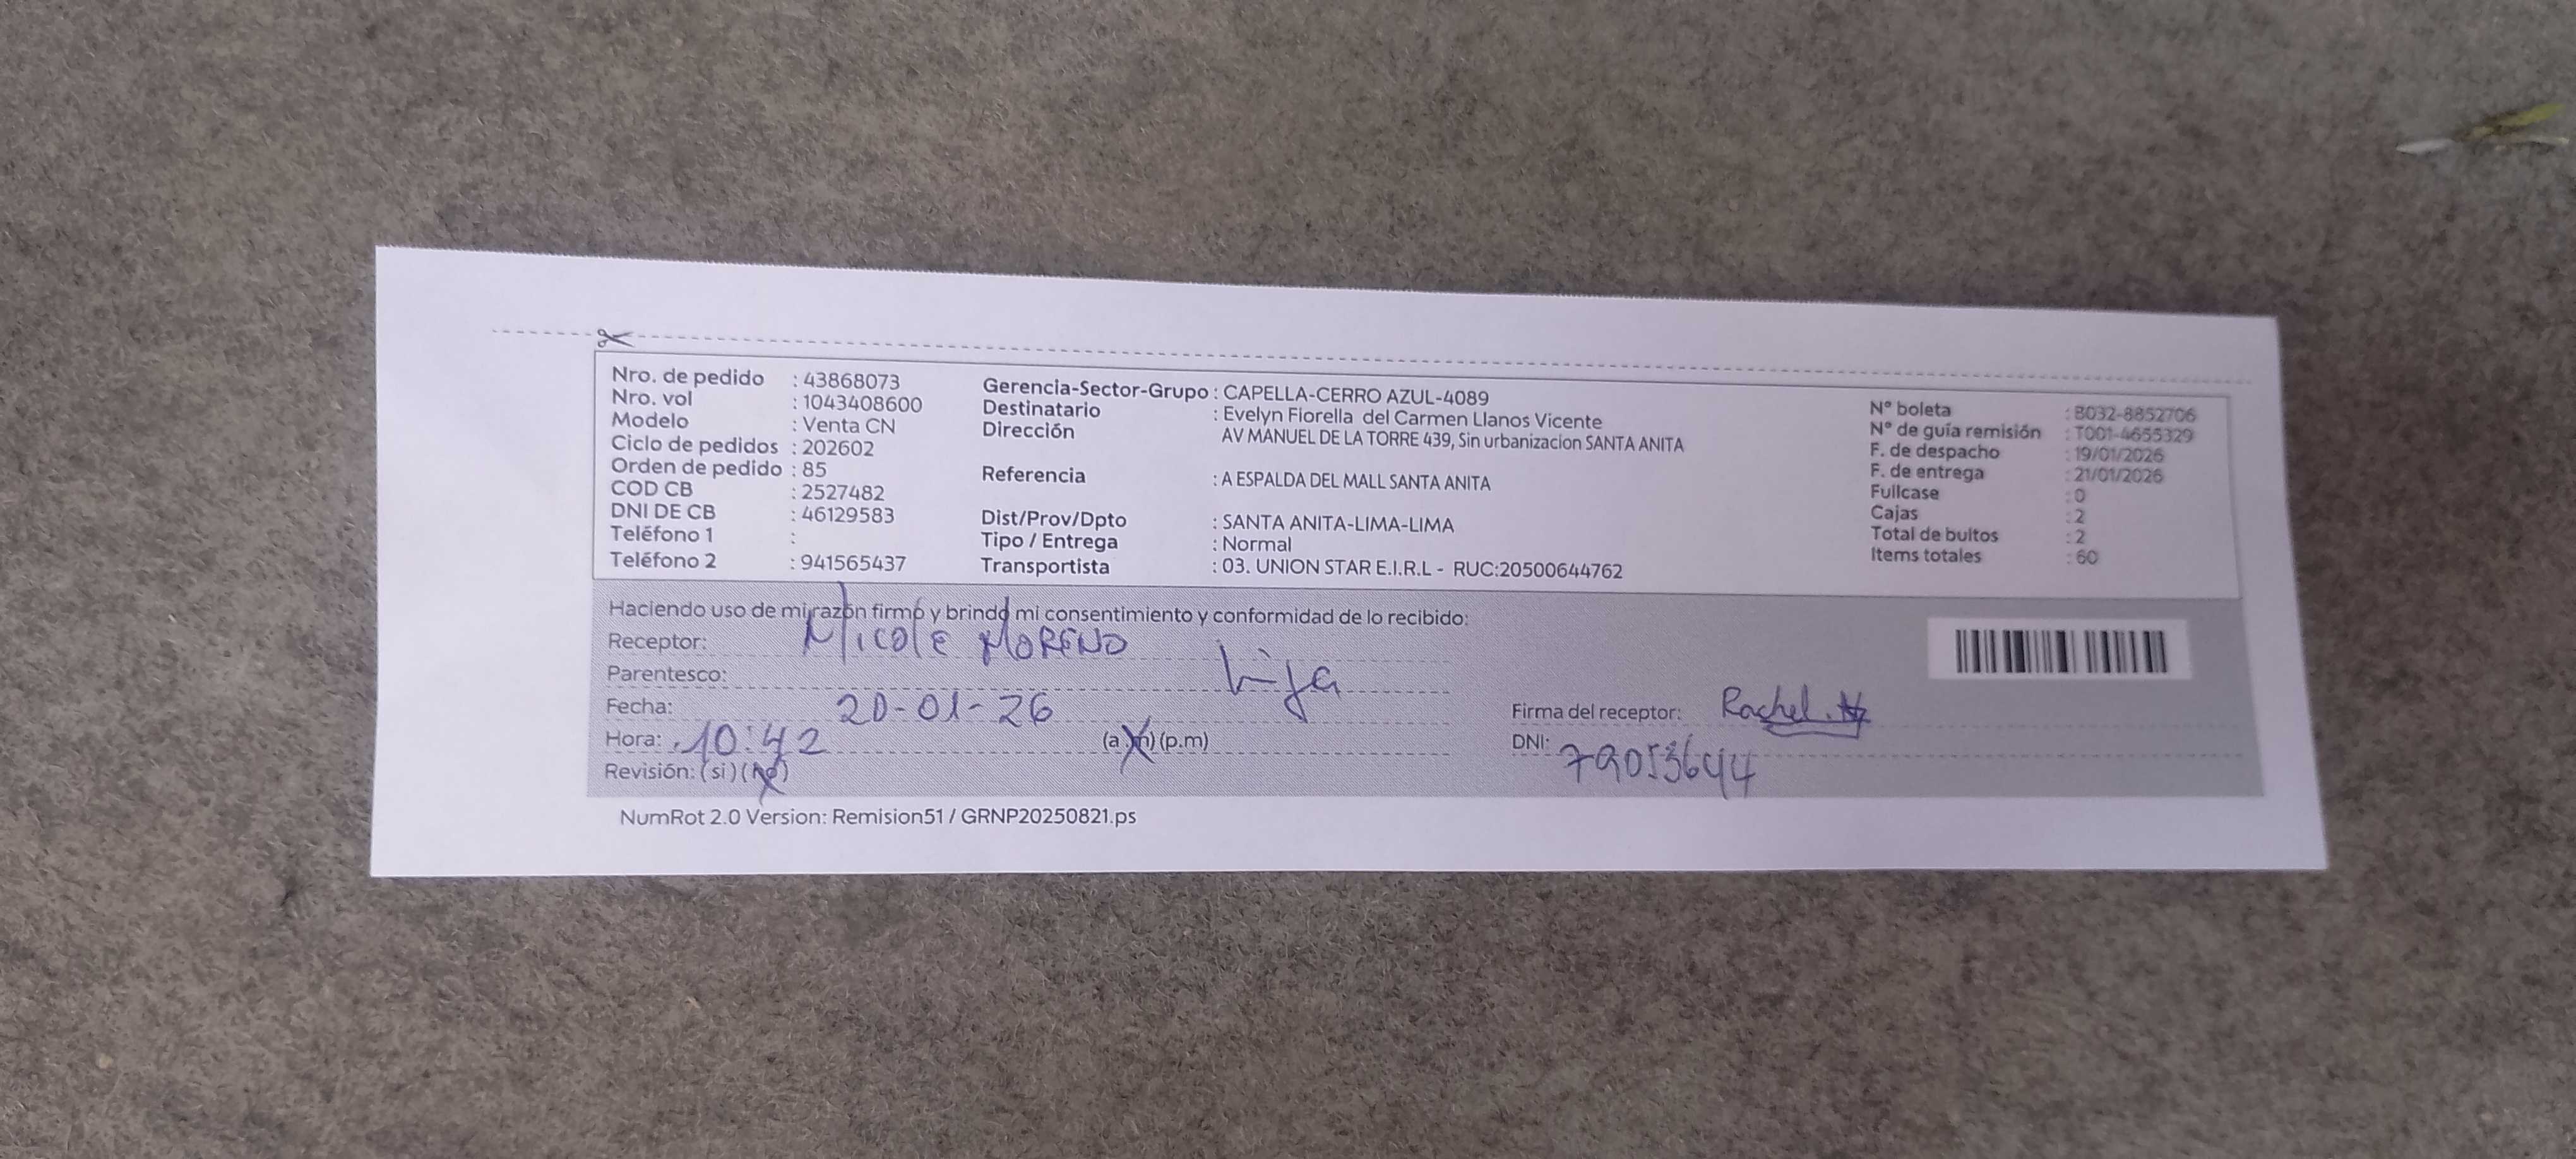 Nro. de pedido : 43868073
Nro. vol : 1043408600
Modelo : Venta CN
Ciclo de pedidos : 202602
Orden de pedido : 85
COD CB : 2527482
DNI DE CB : 46129583
Teléfono 1 :
Teléfono 2 : 941565437
Gerencia-Sector-Grupo : CAPELLA-CERRO AZUL-4089
Destinatario : Evelyn Fiorella del Carmen Llanos Vicente
Dirección AV MANUEL DE LA TORRE 439, Sin urbanizacion SANTA ANITA
Referencia : A ESPALDA DEL MALL SANTA ANITA
Dist/Prov/Dpto : SANTA ANITA-LIMA-LIMA
Tipo / Entrega : Normal
Transportista : 03. UNION STAR E.I.R.L - RUC:20500644762
N° boleta : B032-8852706
N° de guía remisión : T001-4655329
F. de despacho : 19/01/2026
F. de entrega : 21/01/2026
Fullcase : 0
Cajas : 2
Total de bultos : 2
Items totales : 60
Haciendo uso de mi razón firmo y brindo mi consentimiento y conformidad de lo recibido:
Receptor: Nicole MORENO
Parentesco: hija
Fecha: 20-01-26
Hora: 10:42 (a.m) (p.m)
Revisión: (si) (no)
Firma del receptor: Rachel.
DNI: 79053644
NumRot 2.0 Version: Remision51 / GRNP20250821.ps